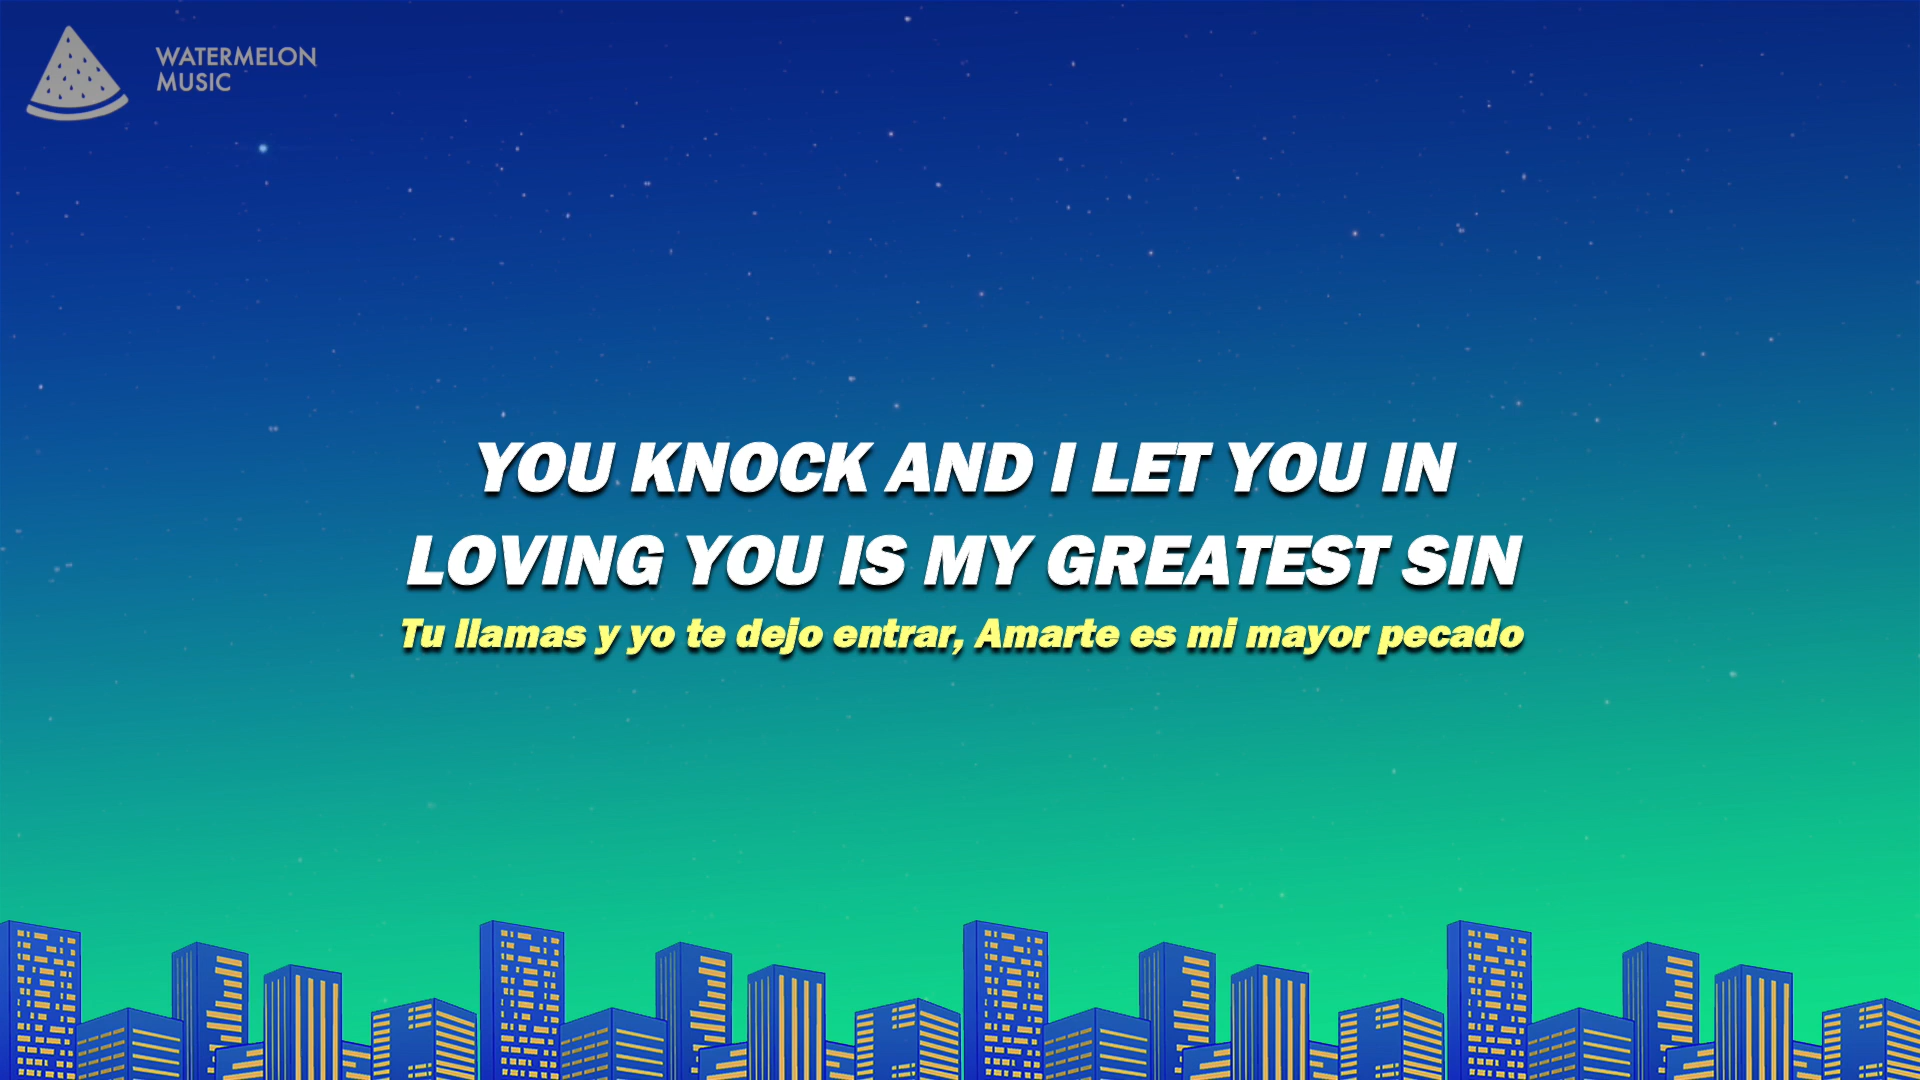 WATERMELON
MUSIC
YOU KNOCK AND I LET YOU IN
LOVING YOU IS MY GREATEST SIN
Tu llamas y yo te dejo entrar, Amarte es mi mayor pecado